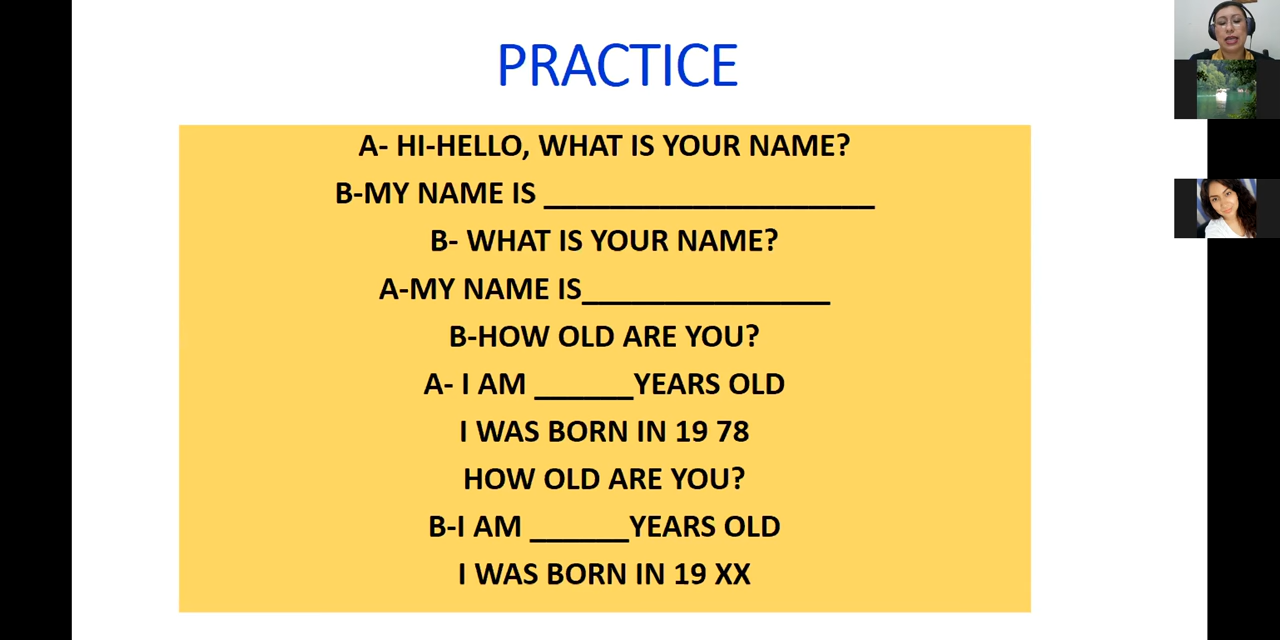 PRACTICE
A- HI-HELLO, WHAT IS YOUR NAME?
B-MY NAME IS ____________________
B- WHAT IS YOUR NAME?
A-MY NAME IS_______________
B-HOW OLD ARE YOU?
A- I AM ______YEARS OLD
I WAS BORN IN 19 78
HOW OLD ARE YOU?
B-I AM ______YEARS OLD
I WAS BORN IN 19 XX